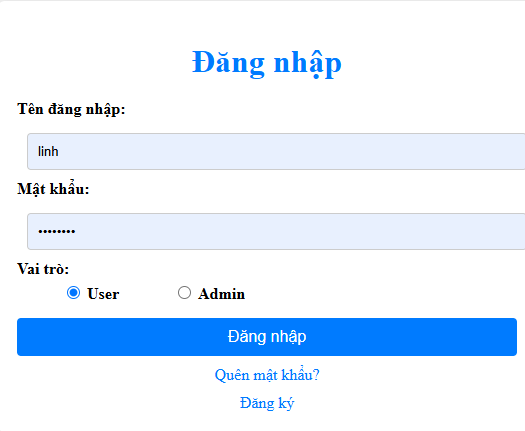 Đăng nhập
Tên đăng nhập:
linh
Mật khẩu:
••••••••
Vai trò:
User Admin
Đăng nhập
Quên mật khẩu?
Đăng ký